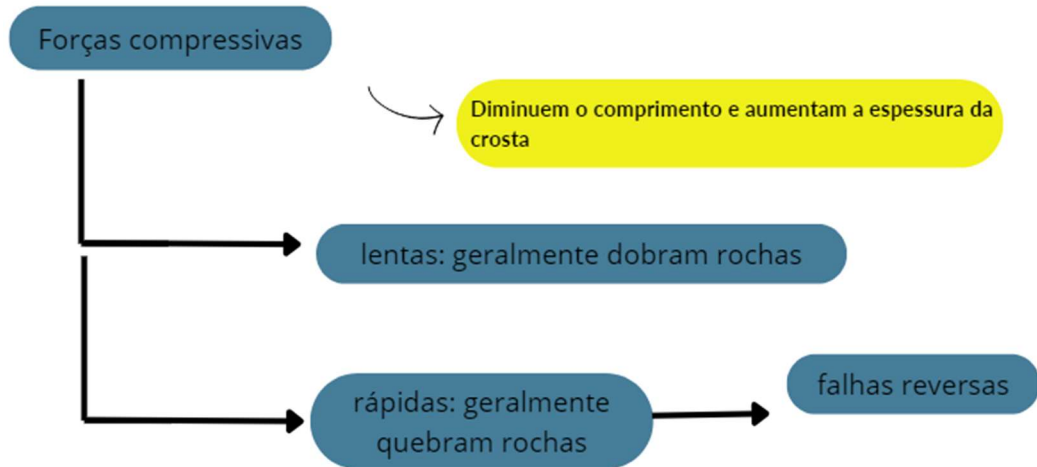 Forças compressivas
Diminuem o comprimento e aumentam a espessura da
crosta
lentas: geralmente dobram rochas
rápidas: geralmente
quebram rochas
falhas reversas